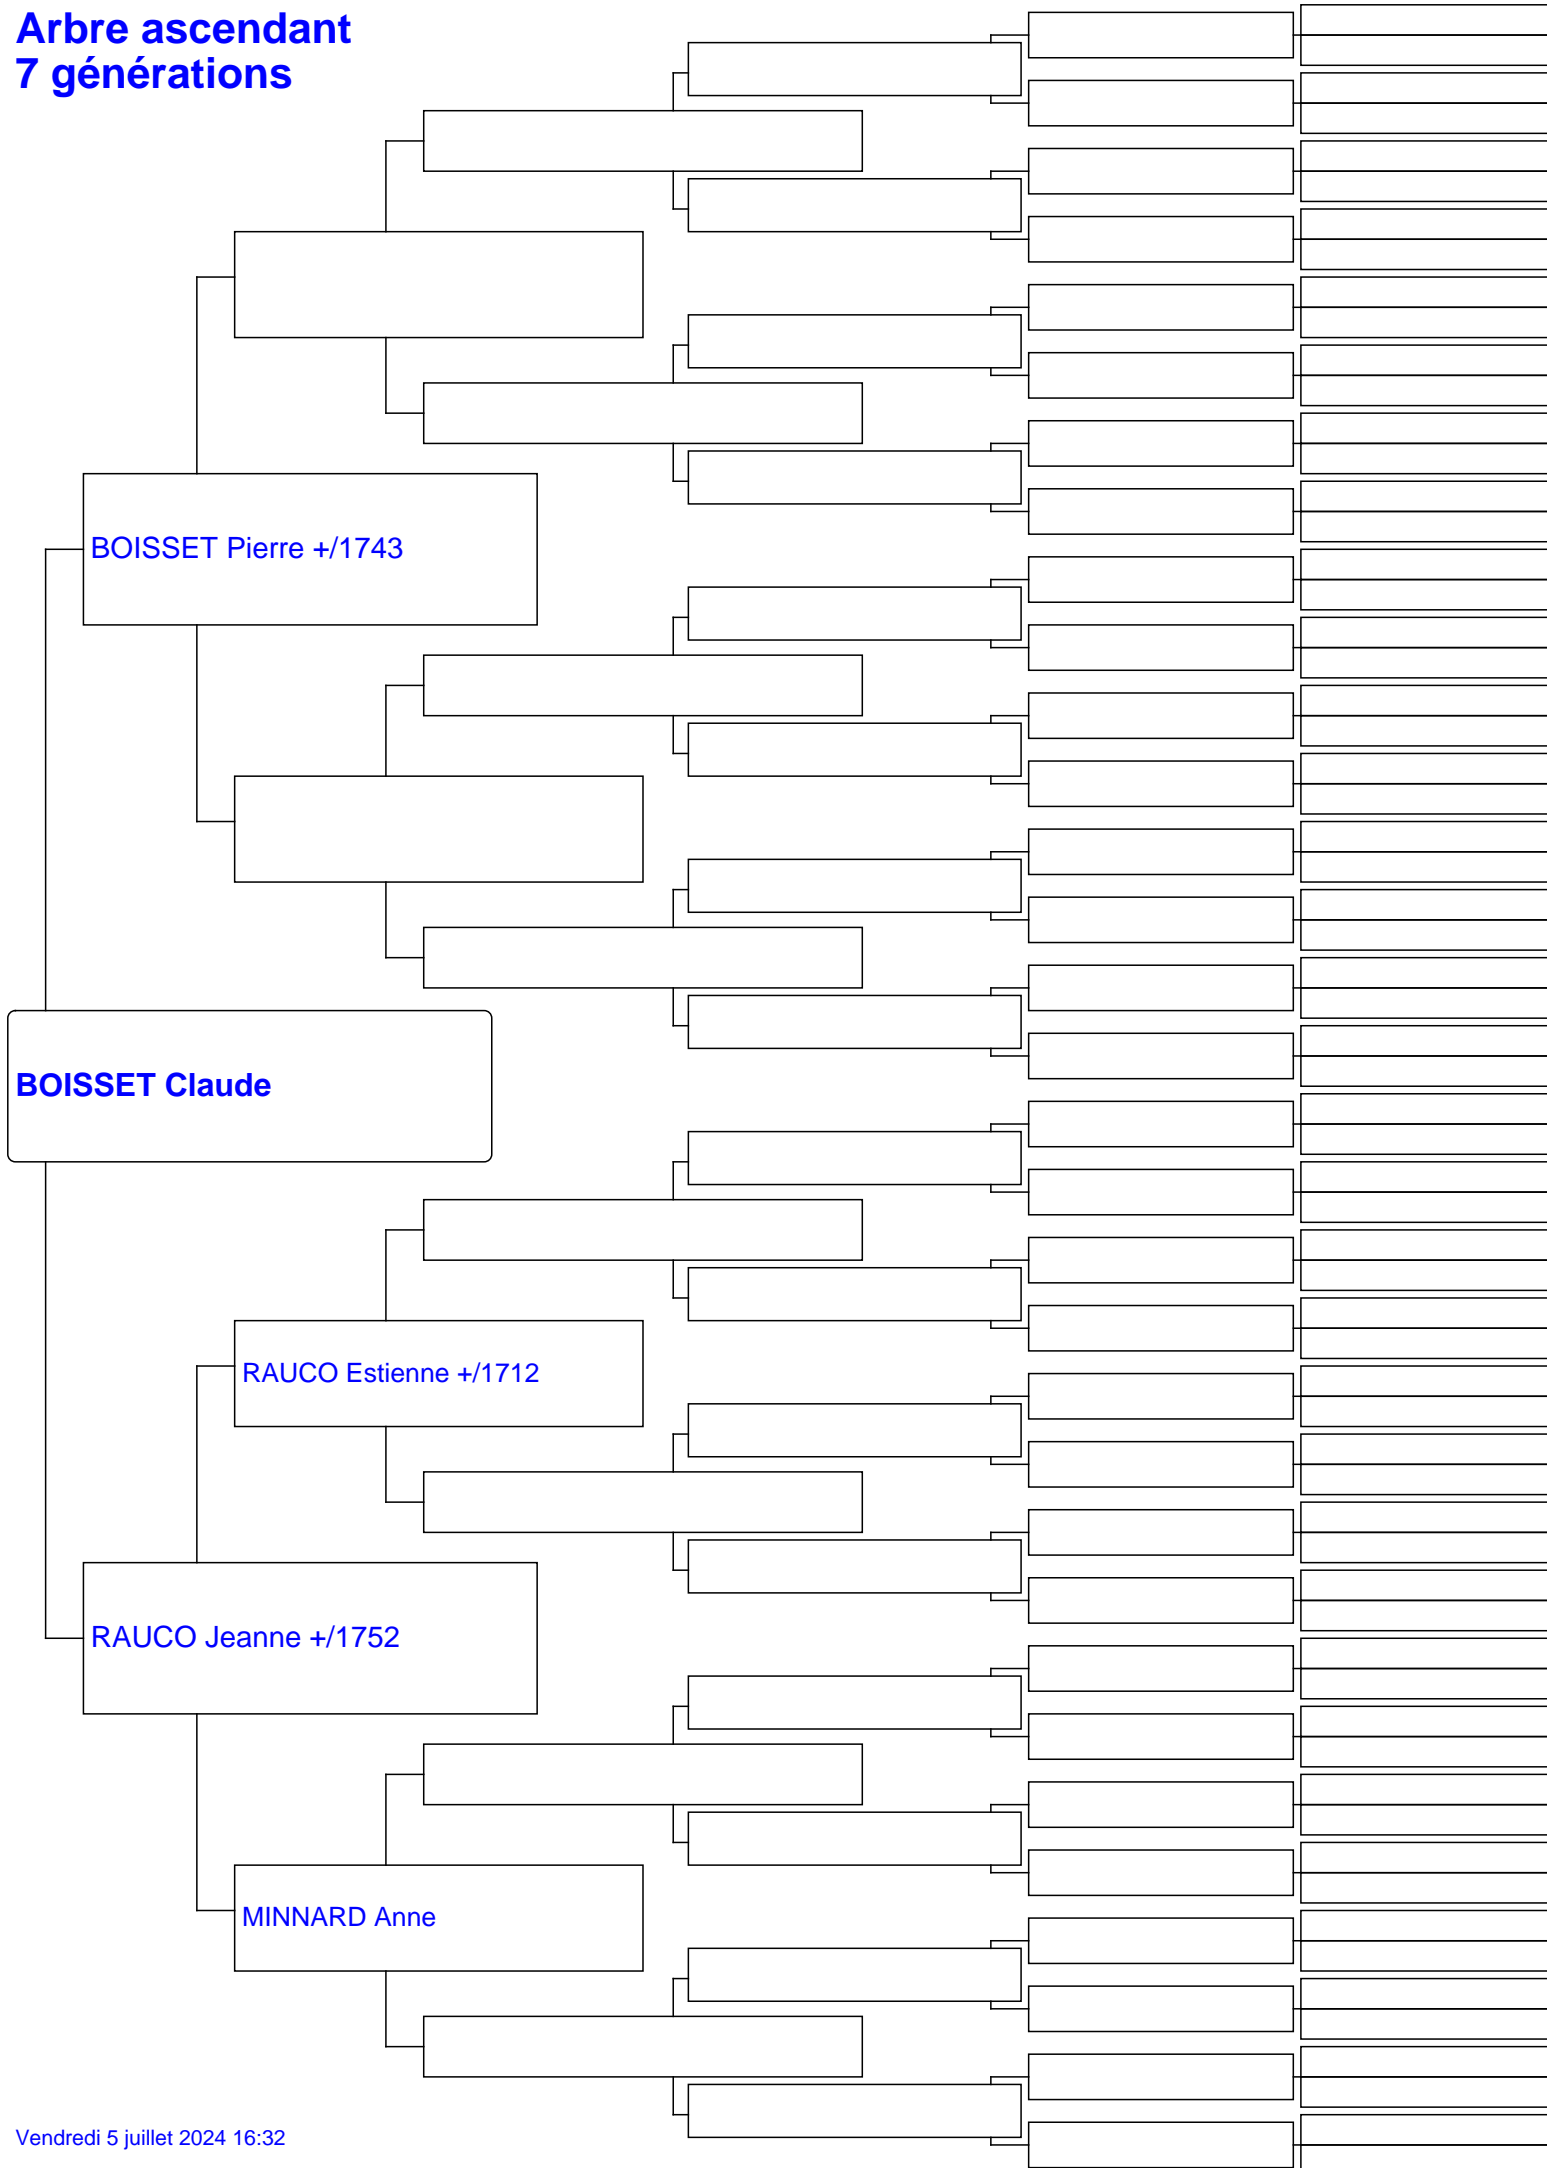 Arbre ascendant
7 générations
BOISSET Pierre +/1743
BOISSET Claude
RAUCO Estienne +/1712
RAUCO Jeanne +/1752
MINNARD Anne
Vendredi 5 juillet 2024 16:32